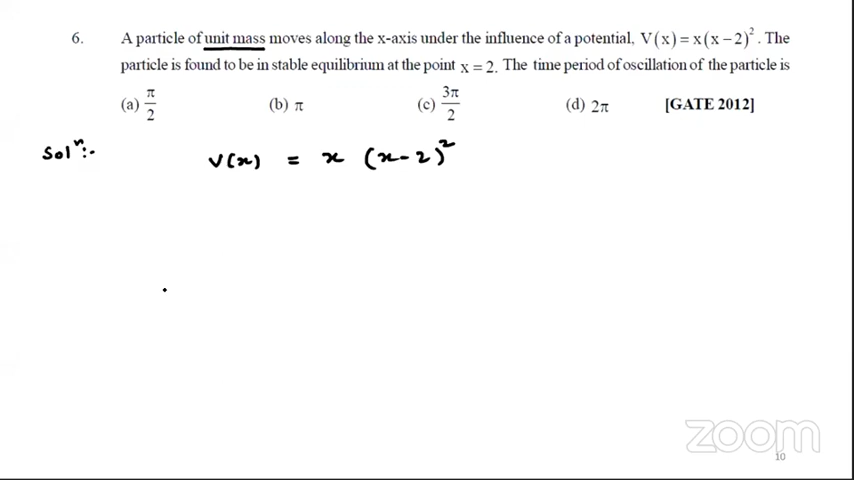 6. A particle of unit mass moves along the x-axis under the influence of a potential, V(x) = x(x−2)². The
particle is found to be in stable equilibrium at the point x = 2. The time period of oscillation of the particle is
(a) π/2 (b) π (c) 3π/2 (d) 2π [GATE 2012]
Solⁿ:- V(x) = x (x-2)²
zoom
10